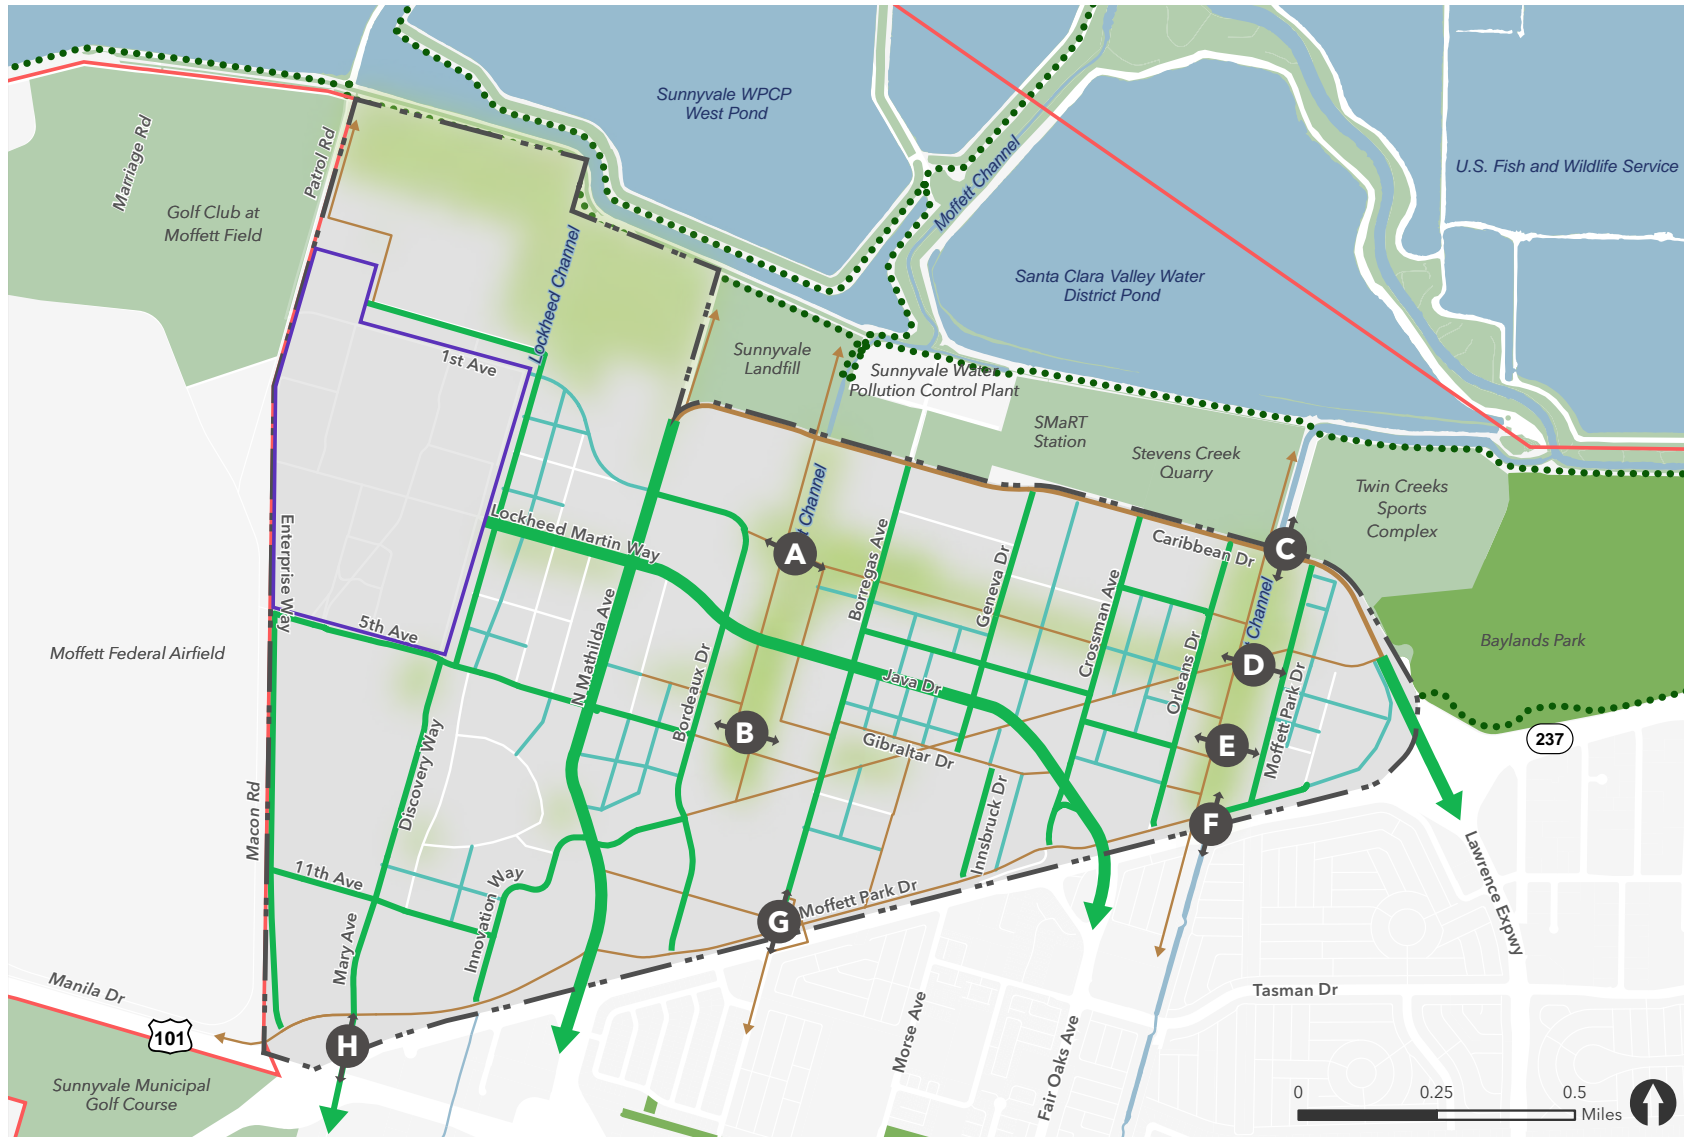 Sunnyvale WPCP
West Pond
Marriage Rd
Patrol Rd
Moffett Channel
U.S. Fish and Wildlife Service
Golf Club at
Moffett Field
Lockheed Channel
Santa Clara Valley Water
District Pond
1st Ave
Sunnyvale
Landfill
Sunnyvale Water
Pollution Control Plant
SMaRT
Station
Stevens Creek
Quarry
Twin Creeks
Sports
Complex
Channel
Lockheed Martin Way
Enterprise Way
A
Borregas Ave
Geneva Dr
Caribbean Dr
C
Crossman Ave
Channel
5th Ave
N Mathilda Ave
Moffett Federal Airfield
Baylands Park
Bordeaux Dr
Java Dr
Orleans Dr
D
Moffett Park Dr
B
Gibraltar Dr
E
237
Discovery Way
Macon Rd
Innsbruck Dr
F
Lawrence Expwy
11th Ave
Innovation Way
Moffett Park Dr
G
Mary Ave
Manila Dr
Tasman Dr
101
H
Morse Ave
Fair Oaks Ave
Sunnyvale Municipal
Golf Course
0 0.25 0.5
Miles